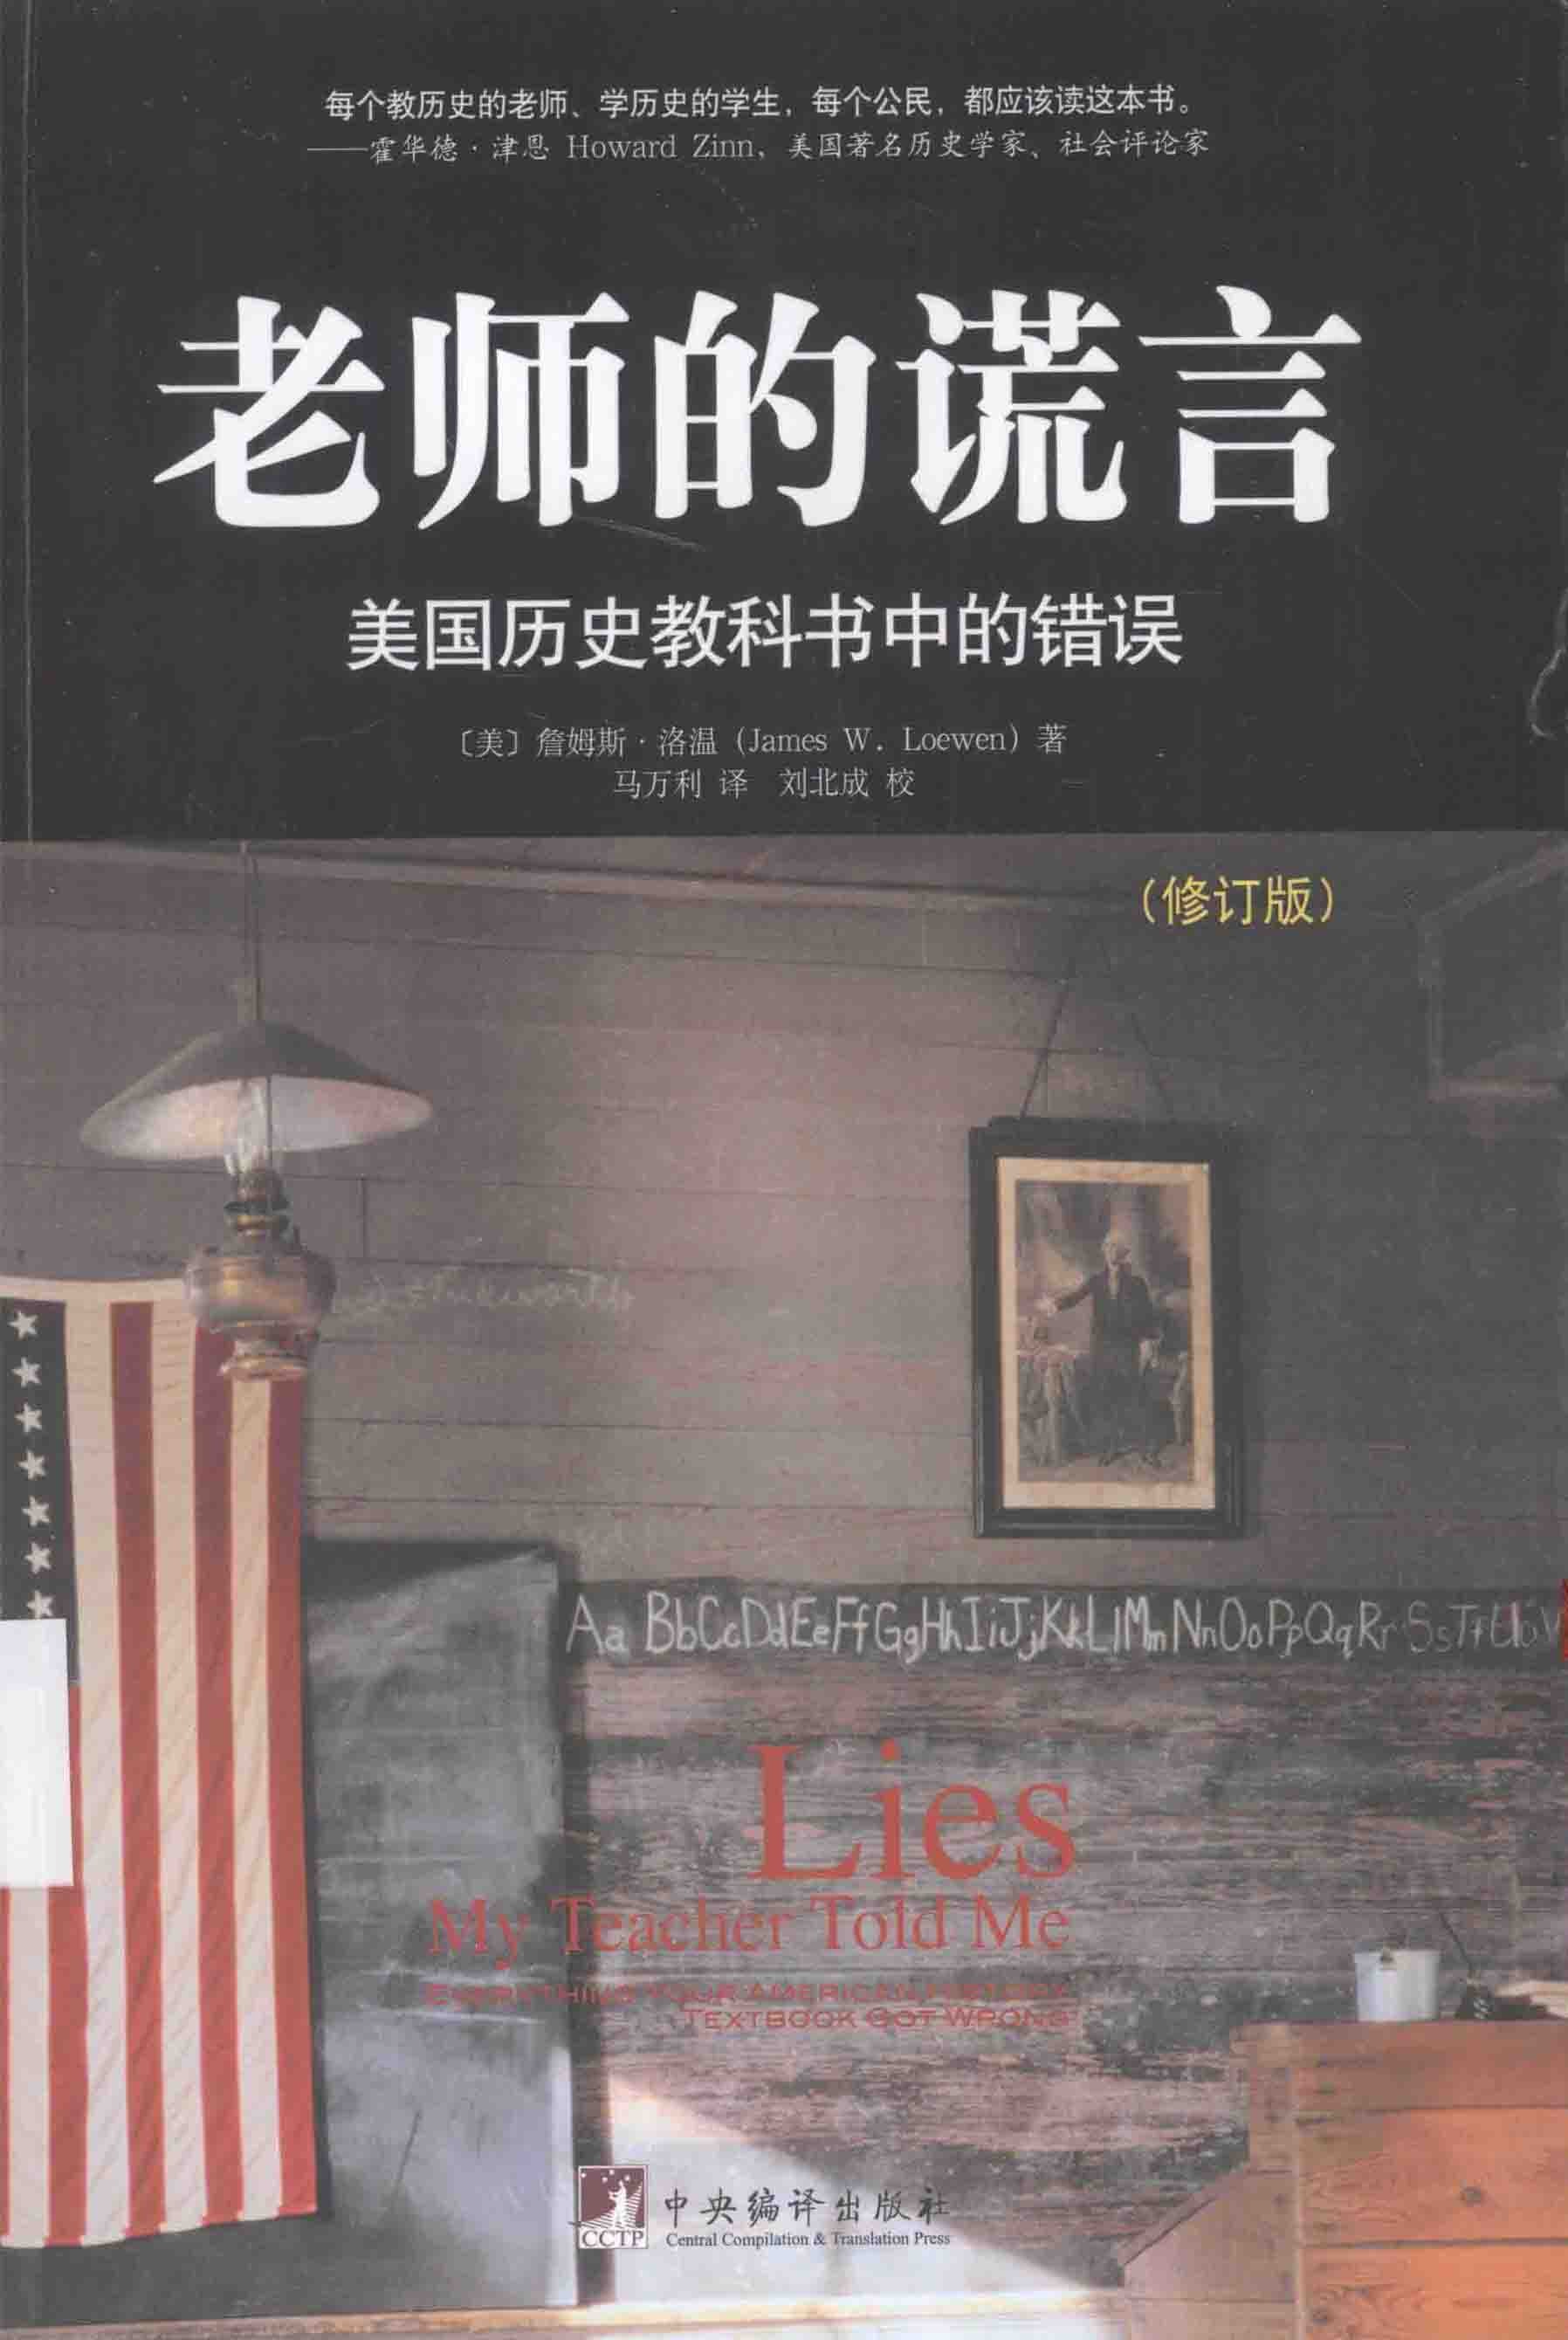 每个教历史的老师、学历史的学生，每个公民，都应该读这本书。
——霍华德·津恩 Howard Zinn，美国著名历史学家、社会评论家
老师的谎言
美国历史教科书中的错误
〔美〕詹姆斯·洛温（James W. Loewen）著
马万利 译 刘北成 校
（修订版）
Aa BbCcDdEeFfGgHhIiJjKkLlMmNnOoPpQqRrSsTtUuV
Lies
My Teacher Told Me
EVERYTHING YOUR AMERICAN HISTORY
TEXTBOOK GOT WRONG
CCTP
中央编译出版社
Central Compilation & Translation Press